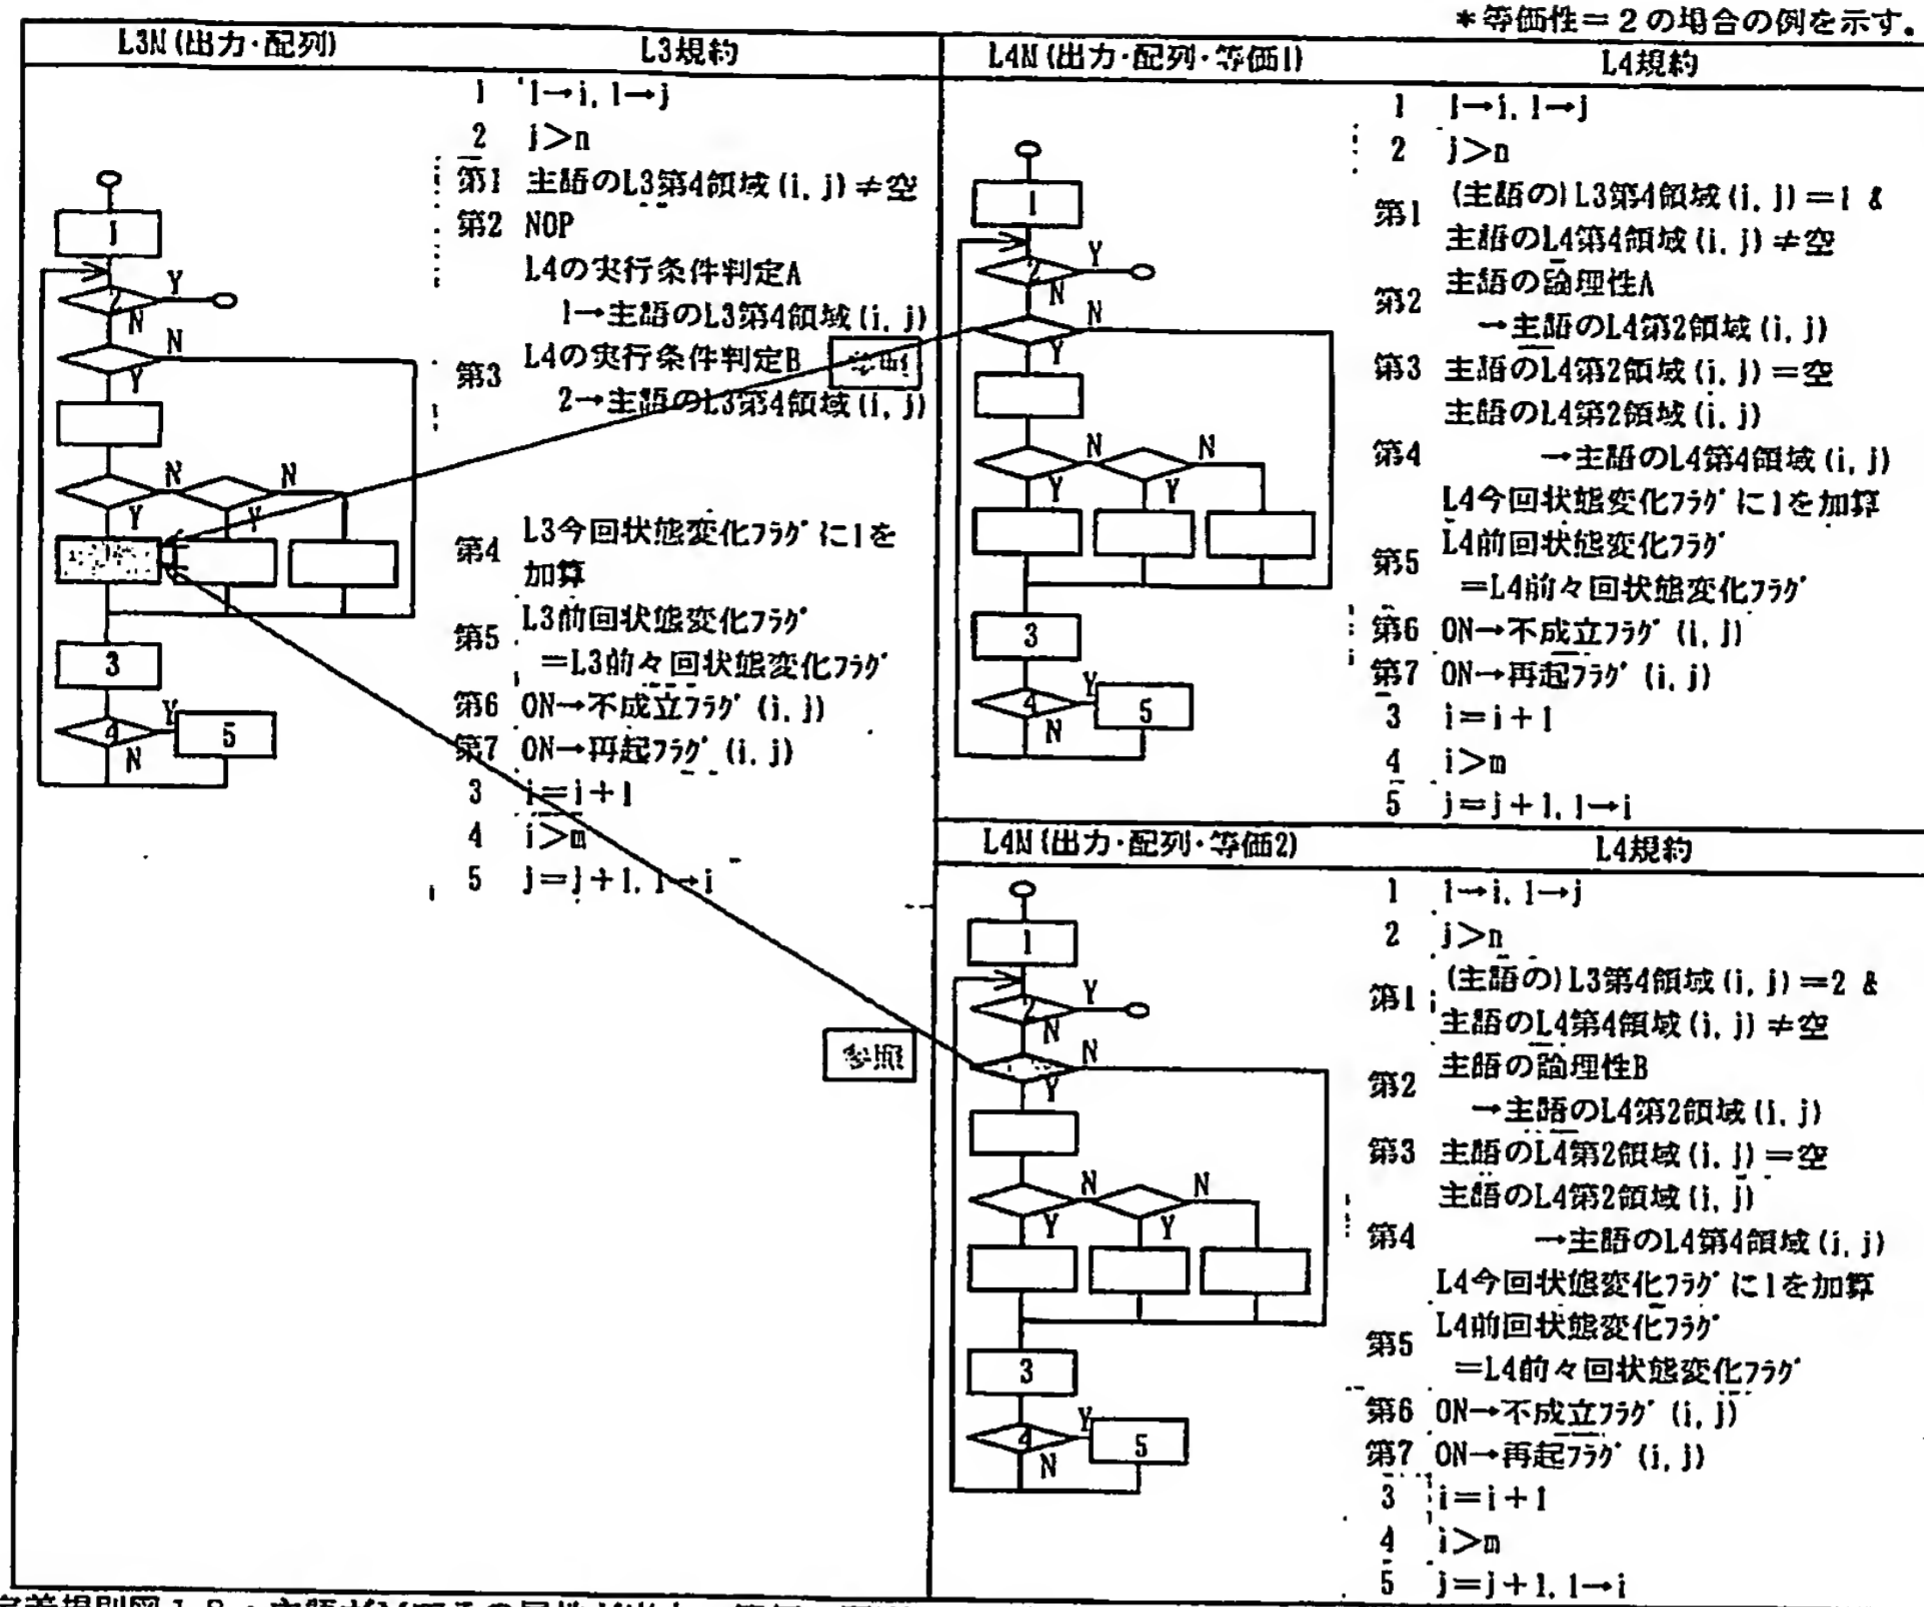 *等価性=2の場合の例を示す。
L3N(出力・配列) L3規約
1 1→i, 1→j
2 j>n
第1 主語のL3第4領域(i, j)≠空
第2 NOP
L4の実行条件判定A
1→主語のL3第4領域(i, j)
第3 L4の実行条件判定B
2→主語のL3第4領域(i, j)
第4 L3今回状態変化フラグに1を
加算
第5 L3前回状態変化フラグ
=L3前々回状態変化フラグ
第6 ON→不成立フラグ(i, j)
第7 ON→再起フラグ(i, j)
3 i=i+1
4 i>m
5 j=j+1, 1→i
1
2
Y
N
N
Y
N
N
Y
Y
3
4
Y
5
N
参照
L4N(出力・配列・等価1) L4規約
1 1→i, 1→j
2 j>n
第1 (主語の)L3第4領域(i, j)=1 &
主語のL4第4領域(i, j)≠空
第2 主語の論理性A
→主語のL4第2領域(i, j)
第3 主語のL4第2領域(i, j)=空
主語のL4第2領域(i, j)
第4 →主語のL4第4領域(i, j)
L4今回状態変化フラグに1を加算
第5 L4前回状態変化フラグ
=L4前々回状態変化フラグ
第6 ON→不成立フラグ(i, j)
第7 ON→再起フラグ(i, j)
3 i=i+1
4 i>m
5 j=j+1, 1→i
1
2
Y
N
N
Y
N
N
Y
Y
3
4
Y
5
N
L4N(出力・配列・等価2) L4規約
1 1→i, 1→j
2 j>n
第1 (主語の)L3第4領域(i, j)=2 &
主語のL4第4領域(i, j)≠空
第2 主語の論理性B
→主語のL4第2領域(i, j)
第3 主語のL4第2領域(i, j)=空
主語のL4第2領域(i, j)
第4 →主語のL4第4領域(i, j)
L4今回状態変化フラグに1を加算
第5 L4前回状態変化フラグ
=L4前々回状態変化フラグ
第6 ON→不成立フラグ(i, j)
第7 ON→再起フラグ(i, j)
3 i=i+1
4 i>m
5 j=j+1, 1→i
1
2
Y
N
N
Y
N
N
Y
Y
3
4
Y
5
N